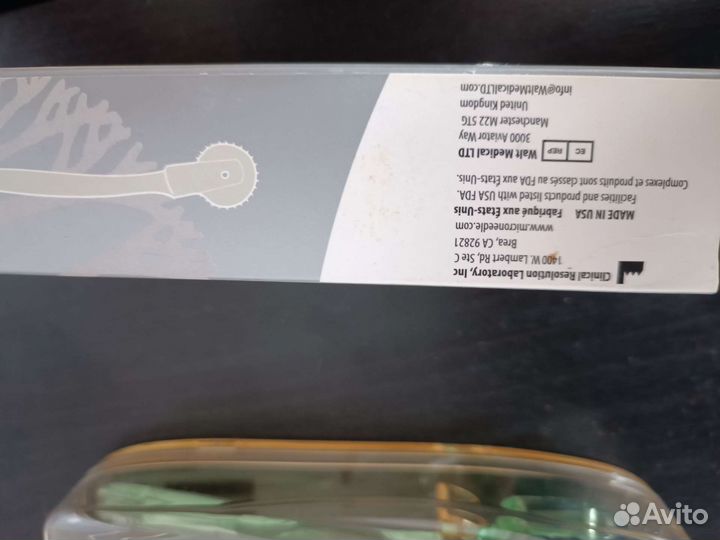 Clinical Resolution Laboratory, Inc
1400 W. Lambert Rd, Ste C
Brea, CA 92821
www.microneedle.com
MADE IN USA Fabriqué aux États-Unis
Facilities and products listed with USA FDA.
Complexes et produits sont classés au FDA aux États-Unis.
EC REP Walt Medical LTD
3000 Aviator Way
Manchester M22 5TG
United Kingdom
info@WaltMedicalLTD.com
Avito